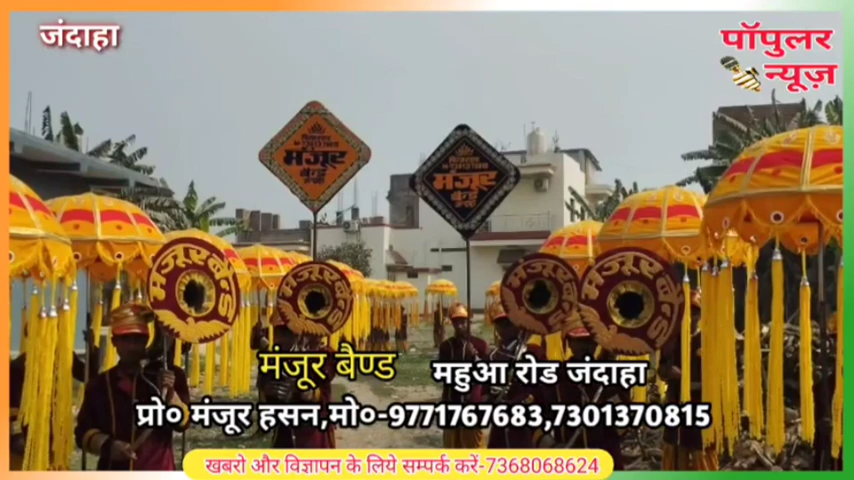 जंदाहा
पॉपुलर
न्यूज़
मंजूर
बैण्ड
मंजूर
बैण्ड
मंजूर बैण्ड
मंजूर बैण्ड
मंजूर बैण्ड
मंजूर बैण्ड
मंजूर बैण्ड
महुआ रोड जंदाहा
प्रो० मंजूर हसन,मो०-9771767683,7301370815
खबरो और विज्ञापन के लिये सम्पर्क करें-7368068624